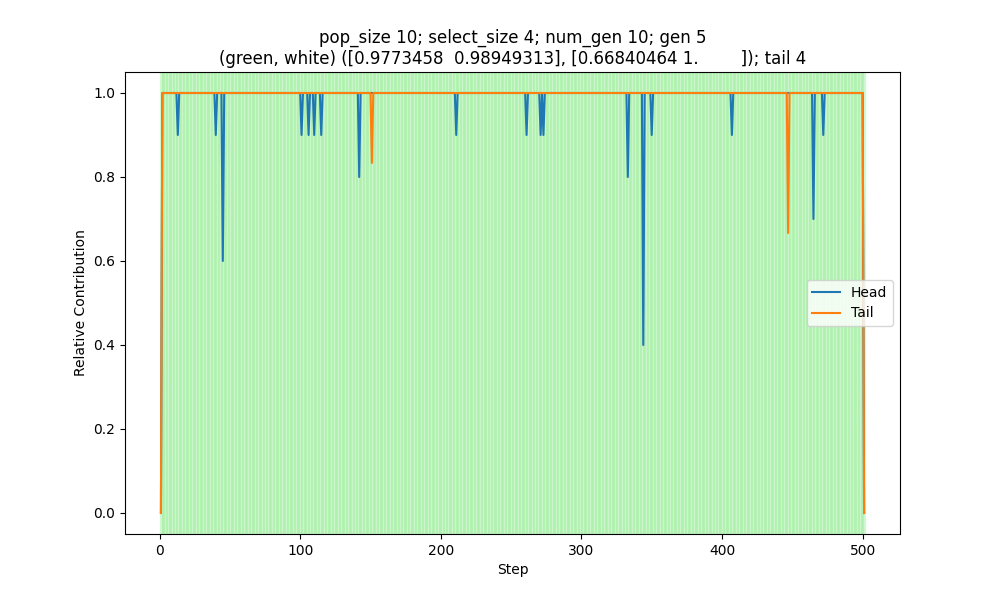 pop_size 10; select_size 4; num_gen 10; gen 5
(green, white) ([0.9773458  0.98949313], [0.66840464 1.        ]); tail 4
1.0
0.8
0.6
0.4
0.2
0.0
Relative Contribution
Head
Tail
0 100 200 300 400 500
Step